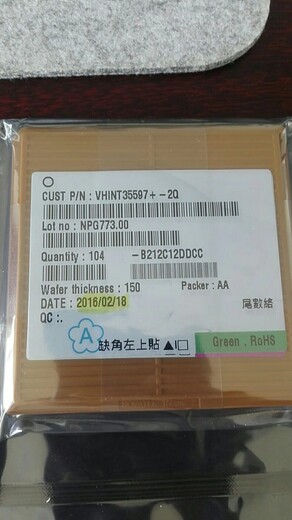 CUST P/N : VHINT35597+-2Q
Lot no : NPG773.00
Quantity : 104 -B212C12DDCC
Wafer thickness : 150 Packer : AA
DATE : 2016/02/18 尾數給
QC :.
A 缺角左上貼▲|□ Green . RoHS